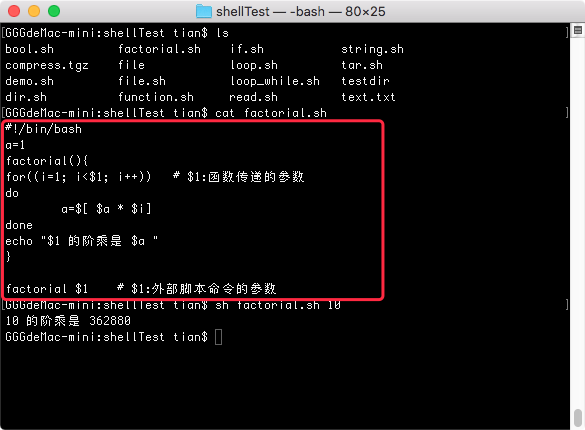 shellTest — -bash — 80×25
[GGGdeMac-mini:shellTest tian$ ls ]
bool.sh factorial.sh if.sh string.sh
compress.tgz file loop.sh tar.sh
demo.sh file.sh loop_while.sh testdir
dir.sh function.sh read.sh text.txt
[GGGdeMac-mini:shellTest tian$ cat factorial.sh ]
#!/bin/bash
a=1
factorial(){
for((i=1; i<$1; i++)) # $1:函数传递的参数
do
a=$[ $a * $i]
done
echo "$1 的阶乘是 $a "
}
factorial $1 # $1:外部脚本命令的参数
[GGGdeMac-mini:shellTest tian$ sh factorial.sh 10 ]
10 的阶乘是 362880
GGGdeMac-mini:shellTest tian$